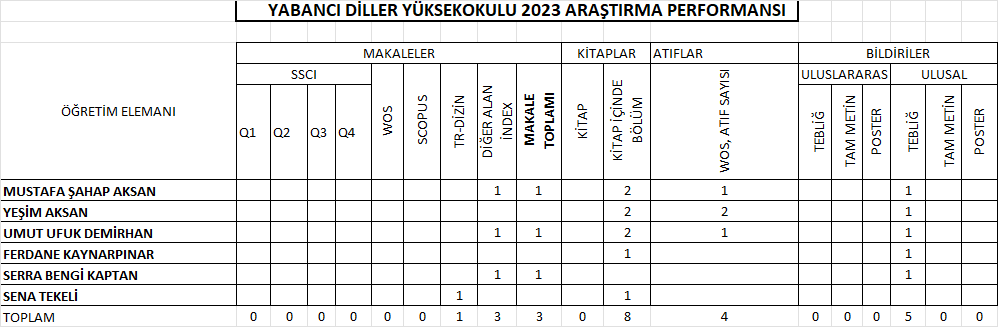 YABANCI DİLLER YÜKSEKOKULU 2023 ARAŞTIRMA PERFORMANSI
ÖĞRETİM ELEMANI MAKALELER KİTAPLAR ATIFLAR BİLDİRİLER
SSCI WOS SCOPUS TR-DİZİN DİĞER ALAN İNDEX MAKALE TOPLAMI KİTAP KİTAP İÇİNDE BÖLÜM WOS, ATIF SAYISI ULUSLARARAS ULUSAL
Q1 Q2 Q3 Q4 TEBLİĞ TAM METİN POSTER TEBLİĞ TAM METİN POSTER
MUSTAFA ŞAHAP AKSAN 1 1 2 1 1
YEŞİM AKSAN 2 2 1
UMUT UFUK DEMİRHAN 1 1 2 1 1
FERDANE KAYNARPINAR 1 1
SERRA BENGİ KAPTAN 1 1 1
SENA TEKELİ 1 1
TOPLAM 0 0 0 0 0 0 1 3 3 0 8 4 0 0 0 5 0 0